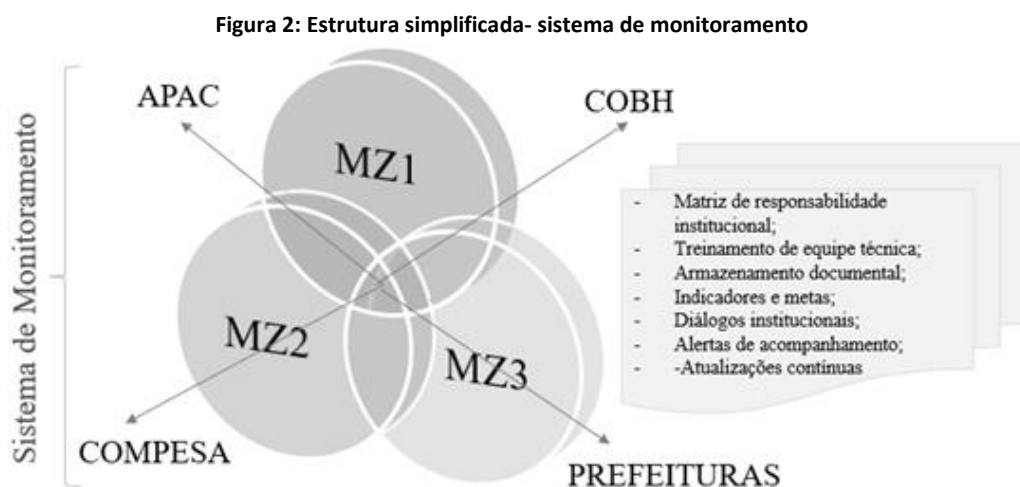 Figura 2: Estrutura simplificada- sistema de monitoramento
Sistema de Monitoramento
APAC
COBH
MZ1
MZ2
MZ3
COMPESA
PREFEITURAS
- Matriz de responsabilidade
institucional;
- Treinamento de equipe técnica;
- Armazenamento documental;
- Indicadores e metas;
- Diálogos institucionais;
- Alertas de acompanhamento;
- -Atualizações contínuas